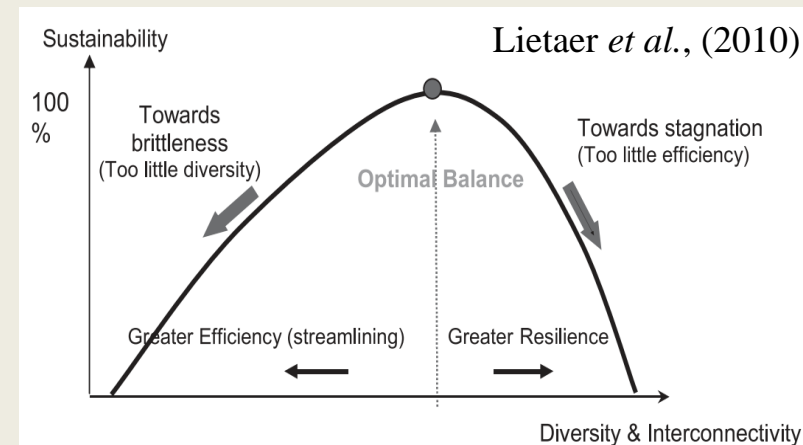 Sustainability
Lietaer et al., (2010)
100
%
Towards
brittleness
(Too little diversity)
Towards stagnation
(Too little efficiency)
Optimal Balance
Greater Efficiency (streamlining)
Greater Resilience
Diversity & Interconnectivity